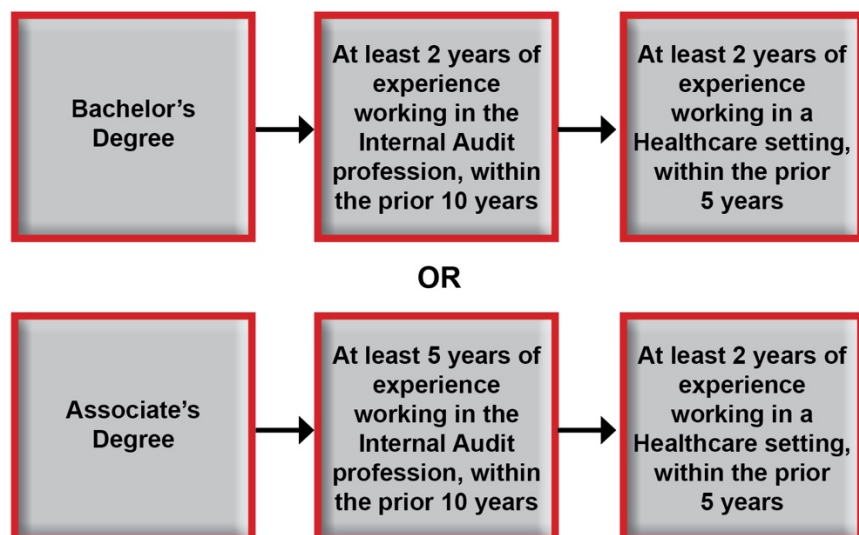 Bachelor's
Degree
At least 2 years of
experience
working in the
Internal Audit
profession, within
the prior 10 years
At least 2 years of
experience
working in a
Healthcare setting,
within the prior
5 years
OR
Associate's
Degree
At least 5 years of
experience
working in the
Internal Audit
profession, within
the prior 10 years
At least 2 years of
experience
working in a
Healthcare setting,
within the prior
5 years